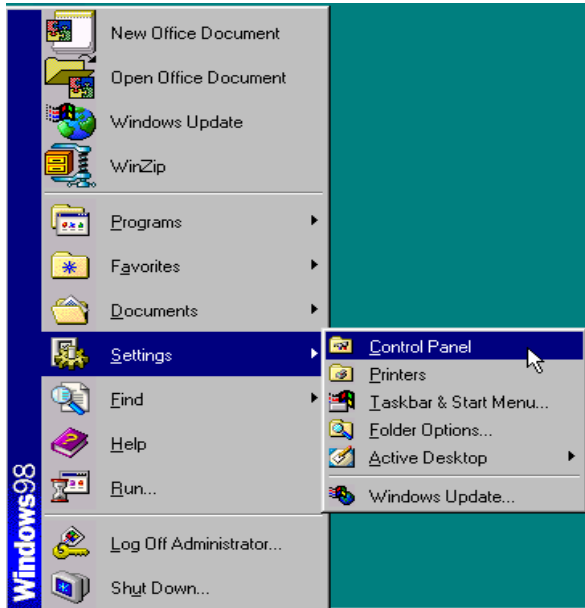 New Office Document
Open Office Document
Windows Update
WinZip
Programs
Favorites
Documents
Settings
Find
Help
Run...
Log Off Administrator...
Shut Down...
Control Panel
Printers
Taskbar & Start Menu...
Folder Options...
Active Desktop
Windows Update...
Windows98